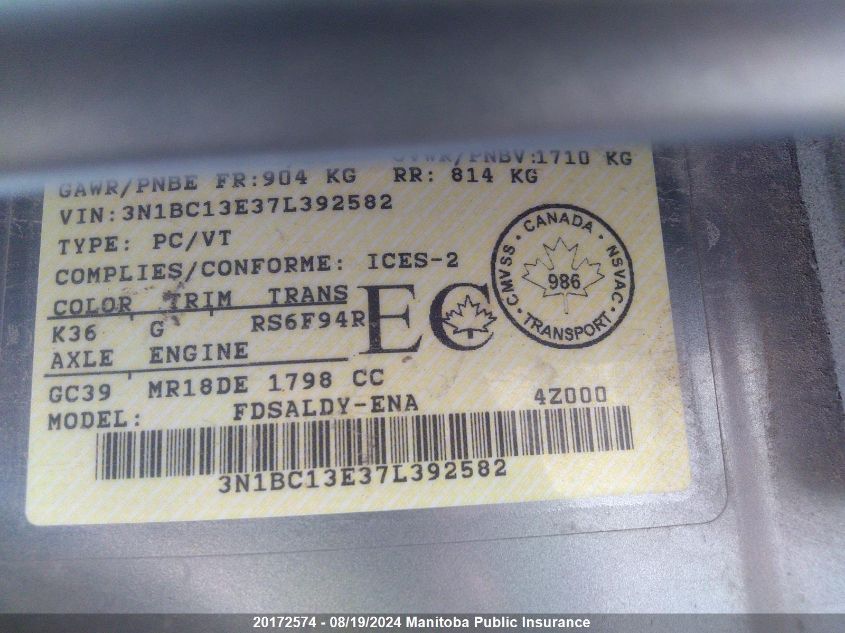 GVWR/PNBV:1710 KG
GAWR/PNBE FR:904 KG RR: 814 KG
VIN:3N1BC13E37L392582
TYPE: PC/VT
COMPLIES/CONFORME: ICES-2
COLOR TRIM TRANS
K36 G RS6F94R
AXLE ENGINE
GC39 MR18DE 1798 CC
MODEL: FDSALDY-ENA 4Z000
3N1BC13E37L392582
EC
CANADA
CMVSS · NSVAC
986
TRANSPORT
20172574 - 08/19/2024 Manitoba Public Insurance